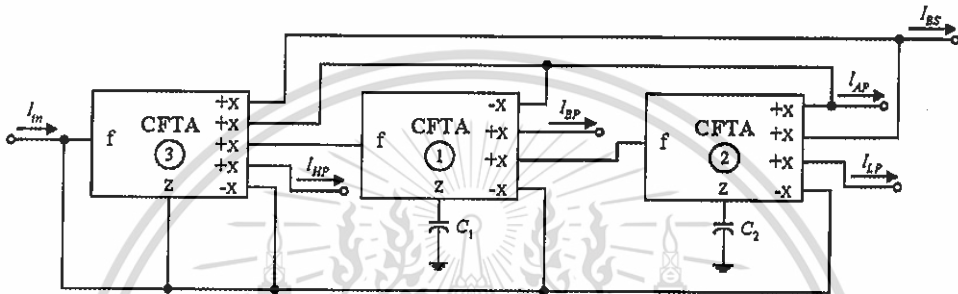 I_BS
I_in
f
CFTA
3
z
+x
+x
+x
+x
-x
I_HP
f
CFTA
1
z
-x
+x
+x
-x
I_BP
C_1
f
CFTA
2
z
+x
+x
+x
-x
I_AP
I_LP
C_2